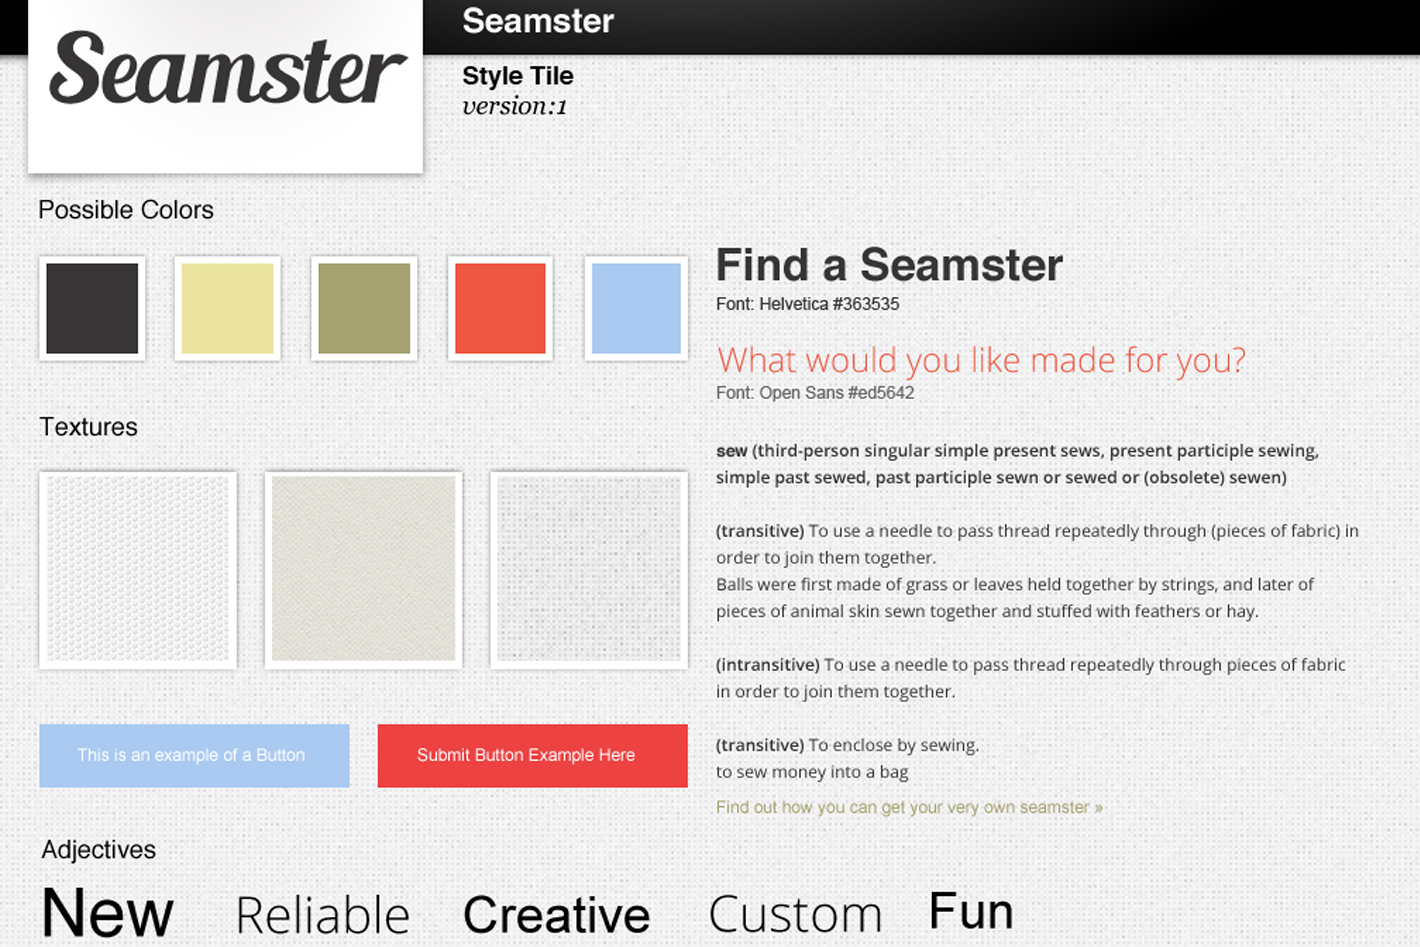 Seamster
Seamster
Style Tile
version:1
Possible Colors
Find a Seamster
Font: Helvetica #363535
What would you like made for you?
Font: Open Sans #ed5642
Textures
sew (third-person singular simple present sews, present participle sewing,
simple past sewed, past participle sewn or sewed or (obsolete) sewen)
(transitive) To use a needle to pass thread repeatedly through (pieces of fabric) in
order to join them together.
Balls were first made of grass or leaves held together by strings, and later of
pieces of animal skin sewn together and stuffed with feathers or hay.
(intransitive) To use a needle to pass thread repeatedly through pieces of fabric
in order to join them together.
(transitive) To enclose by sewing.
to sew money into a bag
Find out how you can get your very own seamster »
This is an example of a Button
Submit Button Example Here
Adjectives
New Reliable Creative Custom Fun